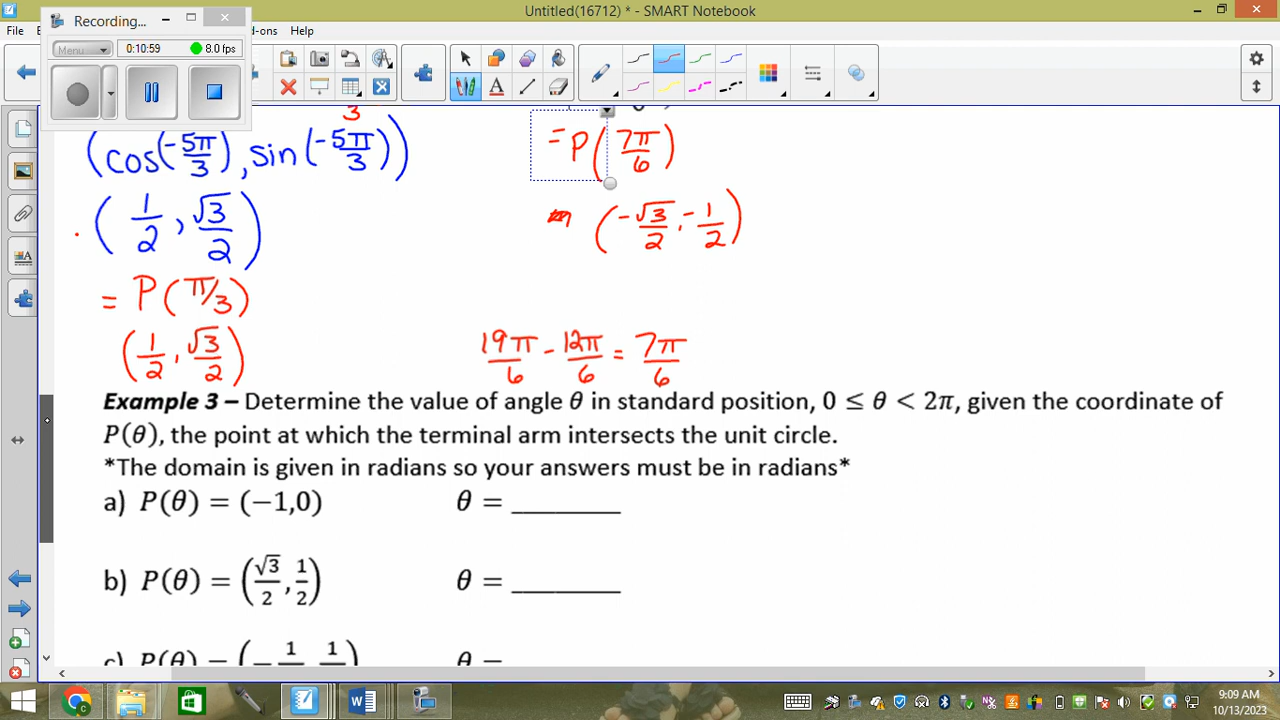 Untitled(16712) * - SMART Notebook
Recording...
File
d-ons
Help
Menu
0:10:59
8.0 fps
3
(cos(-5π/3), sin(-5π/3))
(1/2, √3/2)
= P(π/3)
(1/2, √3/2)
= P(7π/6)
(-√3/2, -1/2)
19π/6 - 12π/6 = 7π/6
Example 3 – Determine the value of angle θ in standard position, 0 ≤ θ < 2π, given the coordinate of
P(θ), the point at which the terminal arm intersects the unit circle.
*The domain is given in radians so your answers must be in radians*
a) P(θ) = (−1,0) θ = ________
b) P(θ) = (√3/2, 1/2) θ = ________
9:09 AM
10/13/2023